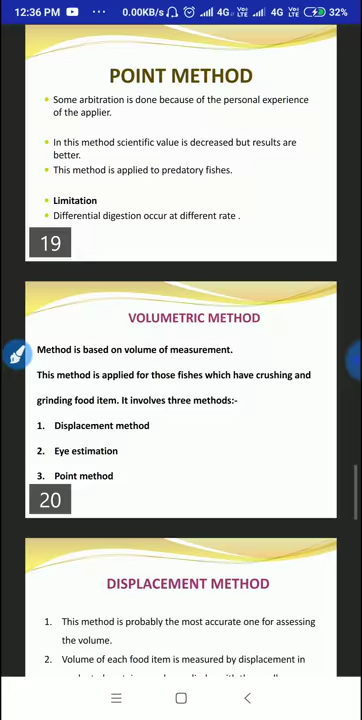 12:36 PM ... 0.00KB/s 4G Vo LTE 4G Vo LTE 32%
POINT METHOD
Some arbitration is done because of the personal experience
of the applier.
In this method scientific value is decreased but results are
better.
This method is applied to predatory fishes.
Limitation
Differential digestion occur at different rate .
19
VOLUMETRIC METHOD
Method is based on volume of measurement.
This method is applied for those fishes which have crushing and
grinding food item. It involves three methods:-
1. Displacement method
2. Eye estimation
3. Point method
20
DISPLACEMENT METHOD
1. This method is probably the most accurate one for assessing
the volume.
2. Volume of each food item is measured by displacement in